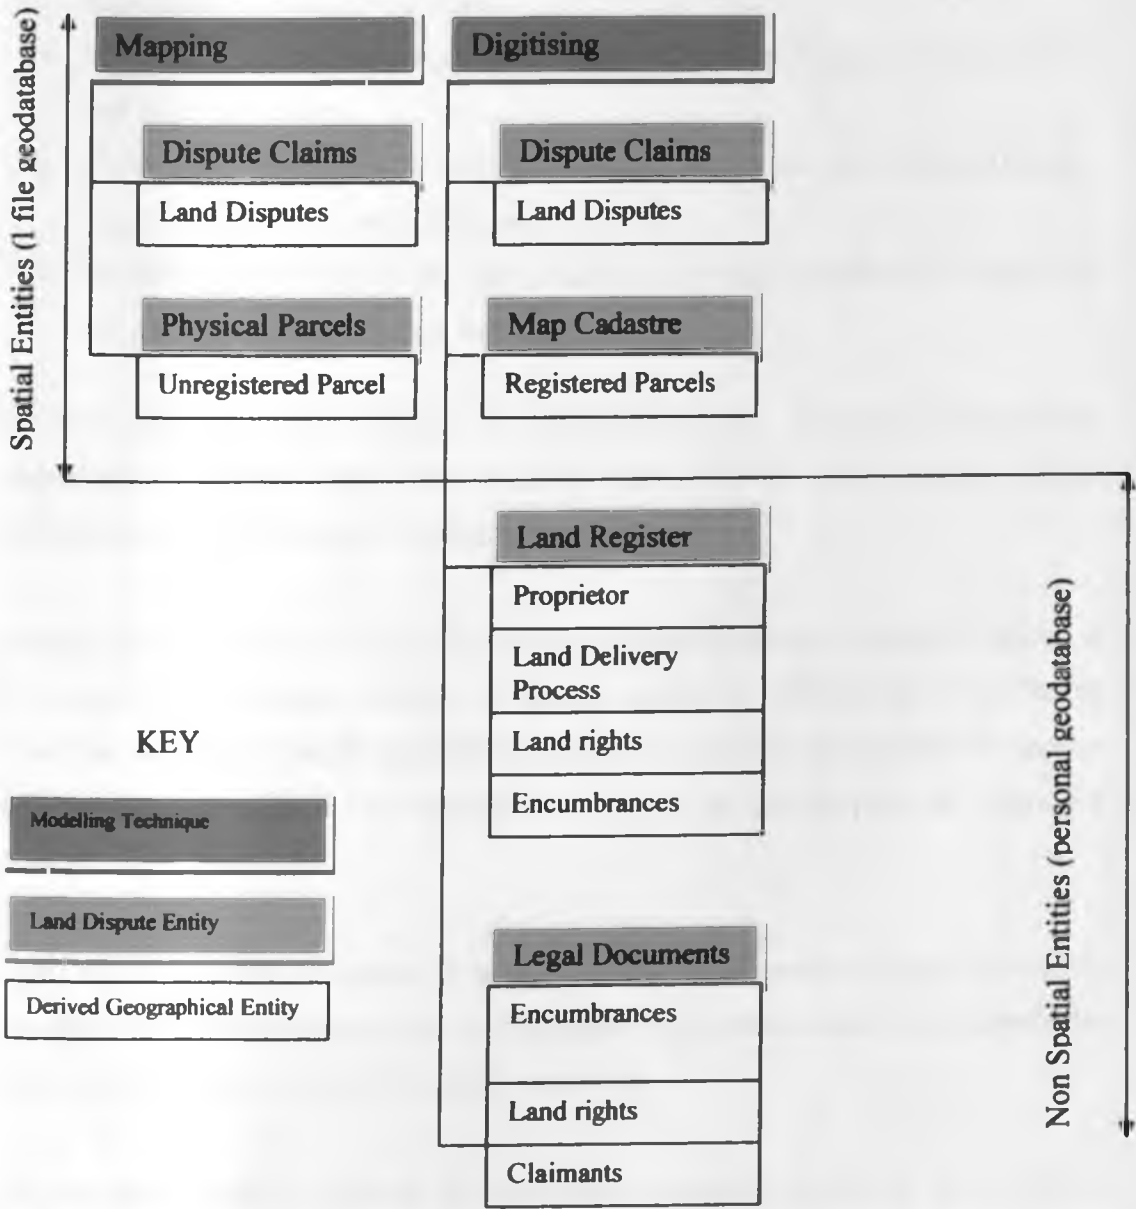 Spatial Entities (1 file geodatabase)
Mapping
Dispute Claims
Land Disputes
Physical Parcels
Unregistered Parcel
Digitising
Dispute Claims
Land Disputes
Map Cadastre
Registered Parcels
Land Register
Proprietor
Land Delivery
Process
Land rights
Encumbrances
Legal Documents
Encumbrances
Land rights
Claimants
Non Spatial Entities (personal geodatabase)
KEY
Modelling Technique
Land Dispute Entity
Derived Geographical Entity